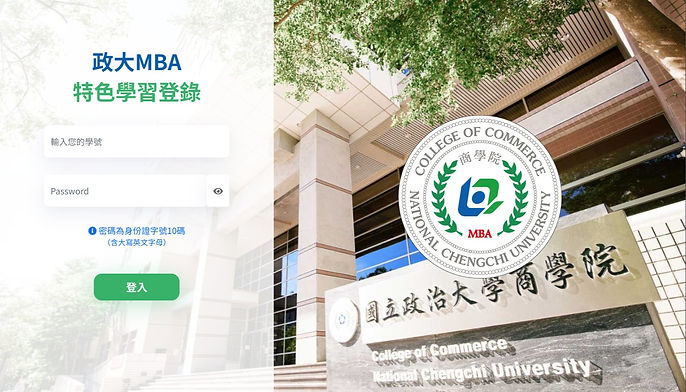 政大MBA
特色學習登錄
輸入您的學號
Password
密碼為身份證字號10碼
(含大寫英文字母)
登入
COLLEGE OF COMMERCE
商學院
MBA
NATIONAL CHENGCHI UNIVERSITY
國立政治大學商學院
College of Commerce
National Chengchi University